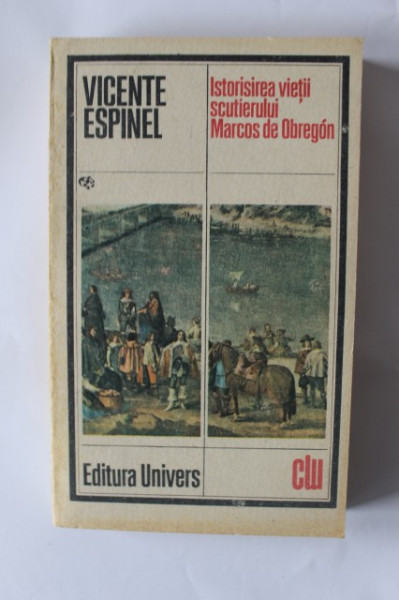 VICENTE
ESPINEL
Istorisirea vieții
scutierului
Marcos de Obregón
Editura Univers
clu